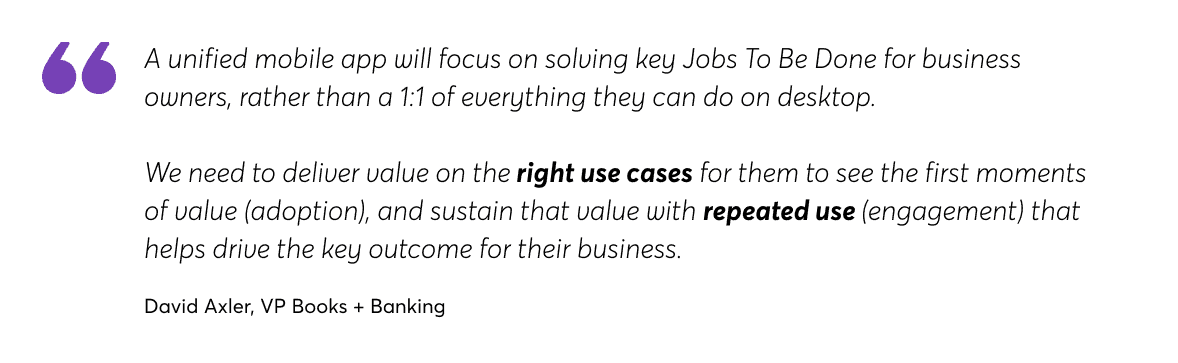 “
A unified mobile app will focus on solving key Jobs To Be Done for business
owners, rather than a 1:1 of everything they can do on desktop.
We need to deliver value on the right use cases for them to see the first moments
of value (adoption), and sustain that value with repeated use (engagement) that
helps drive the key outcome for their business.
David Axler, VP Books + Banking